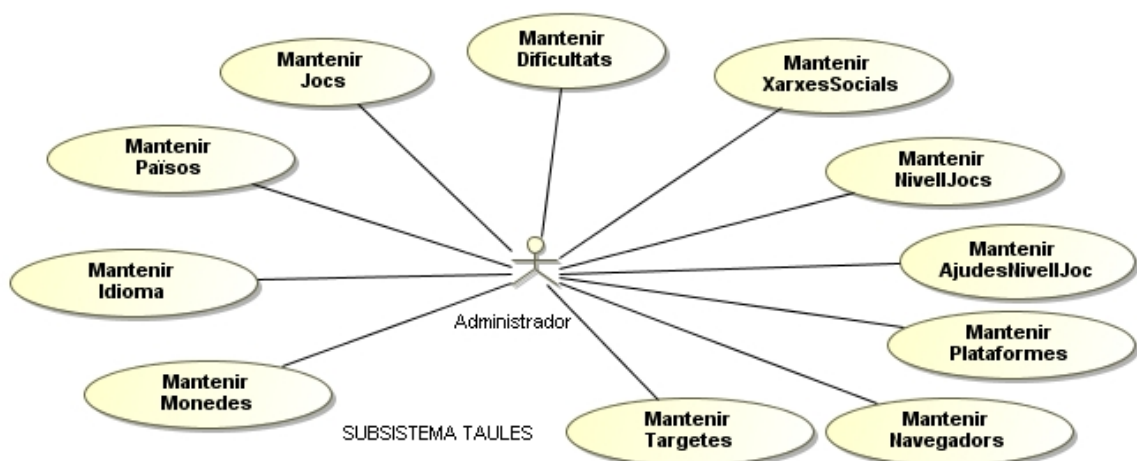 Mantenir
Dificultats
Mantenir
Jocs
Mantenir
XarxesSocials
Mantenir
Països
Mantenir
NivellJocs
Mantenir
Idioma
Mantenir
AjudesNivellJoc
Administrador
Mantenir
Plataformes
Mantenir
Monedes
SUBSISTEMA TAULES
Mantenir
Targetes
Mantenir
Navegadors